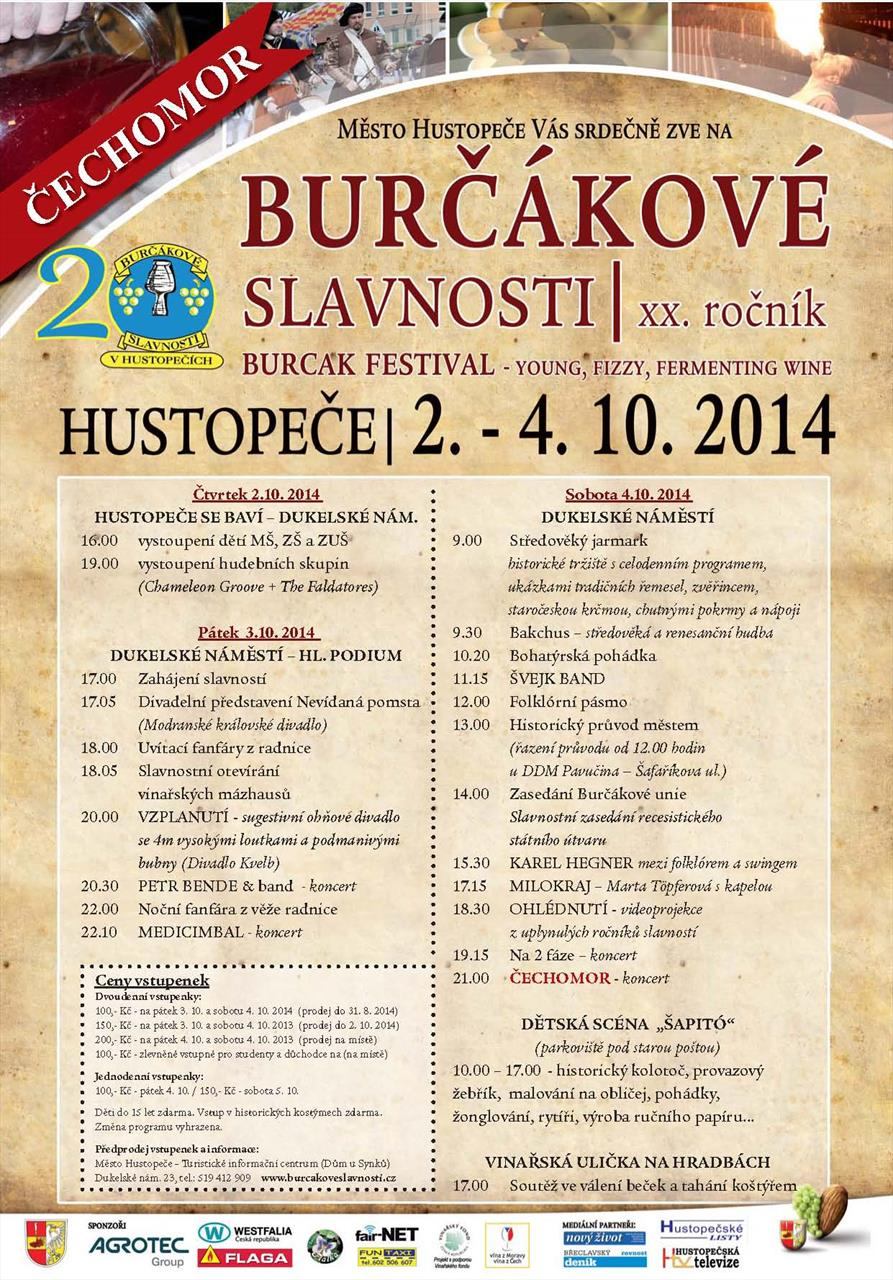 ČECHOMOR
MĚSTO HUSTOPEČE VÁS SRDEČNĚ ZVE NA
BURČÁKOVÉ
SLAVNOSTI | XX. ročník
20
BURČÁKOVÉ
SLAVNOSTI
V HUSTOPEČÍCH
BURCAK FESTIVAL - YOUNG, FIZZY, FERMENTING WINE
HUSTOPEČE | 2. - 4. 10. 2014
Čtvrtek 2.10. 2014
HUSTOPEČE SE BAVÍ – DUKELSKÉ NÁM.
16.00 vystoupení dětí MŠ, ZŠ a ZUŠ
19.00 vystoupení hudebních skupin
(Chameleon Groove + The Faldatores)
Pátek 3.10. 2014
DUKELSKÉ NÁMĚSTÍ – HL. PODIUM
17.00 Zahájení slavností
17.05 Divadelní představení Nevídaná pomsta
(Modranské královské divadlo)
18.00 Uvítací fanfáry z radnice
18.05 Slavnostní otevírání
vinařských mázhausů
20.00 VZPLANUTÍ - sugestivní ohňové divadlo
se 4m vysokými loutkami a podmanivými
bubny (Divadlo Kvelb)
20.30 PETR BENDE & band - koncert
22.00 Noční fanfára z věže radnice
22.10 MEDICIMBAL - koncert
Ceny vstupenek
Dvoudenní vstupenky:
100,- Kč - na pátek 3. 10. a sobotu 4. 10. 2014 (prodej do 31. 8. 2014)
150,- Kč - na pátek 3. 10. a sobotu 4. 10. 2013 (prodej do 2. 10. 2014)
200,- Kč - na pátek 4. 10. a sobotu 4. 10. 2013 (prodej na místě)
100,- Kč - zlevněné vstupné pro studenty a důchodce na (na místě)
Jednodenní vstupenky:
100,- Kč - pátek 4. 10. / 150,- Kč - sobota 5. 10.
Děti do 15 let zdarma. Vstup v historických kostýmech zdarma.
Změna programu vyhrazena.
Předprodej vstupenek a informace:
Město Hustopeče – Turistické informační centrum (Dům u Synků)
Dukelské nám. 23, tel.: 519 412 909 www.burcakoveslavnosti.cz
Sobota 4.10. 2014
DUKELSKÉ NÁMĚSTÍ
9.00 Středověký jarmark
historické tržiště s celodenním programem,
ukázkami tradičních řemesel, zvěřincem,
staročeskou krčmou, chutnými pokrmy a nápoji
9.30 Bakchus – středověká a renesanční hudba
10.20 Bohatýrská pohádka
11.15 ŠVEJK BAND
12.00 Folklórní pásmo
13.00 Historický průvod městem
(řazení průvodu od 12.00 hodin
u DDM Pavučina – Šafaříkova ul.)
14.00 Zasedání Burčákové unie
Slavnostní zasedání recesistického
státního útvaru
15.30 KAREL HEGNER mezi folklórem a swingem
17.15 MILOKRAJ – Marta Töpferová s kapelou
18.30 OHLÉDNUTÍ - videoprojekce
z uplynulých ročníků slavností
19.15 Na 2 fáze – koncert
21.00 ČECHOMOR - koncert
DĚTSKÁ SCÉNA „ŠAPITÓ“
(parkoviště pod starou poštou)
10.00 – 17.00 - historický kolotoč, provazový
žebřík, malování na obličej, pohádky,
žonglování, rytíři, výroba ručního papíru...
VINAŘSKÁ ULIČKA NA HRADBÁCH
17.00 Soutěž ve válení beček a tahání koštýřem
SPONZOŘI
AGROTEC
Group
WESTFALIA
Česká republika
FLAGA
fair-NET
FUN TAXI
tel.602 506 607
VINAŘSKÝ FOND
Projekt s podporou
Vinařského fondu
vína z Moravy
vína z Čech
MEDIÁLNÍ PARTNEŘI:
nový život
BŘECLAVSKÝ rovnost
deník
Hustopečské
LISTY
HUSTOPEČSKÁ
televize